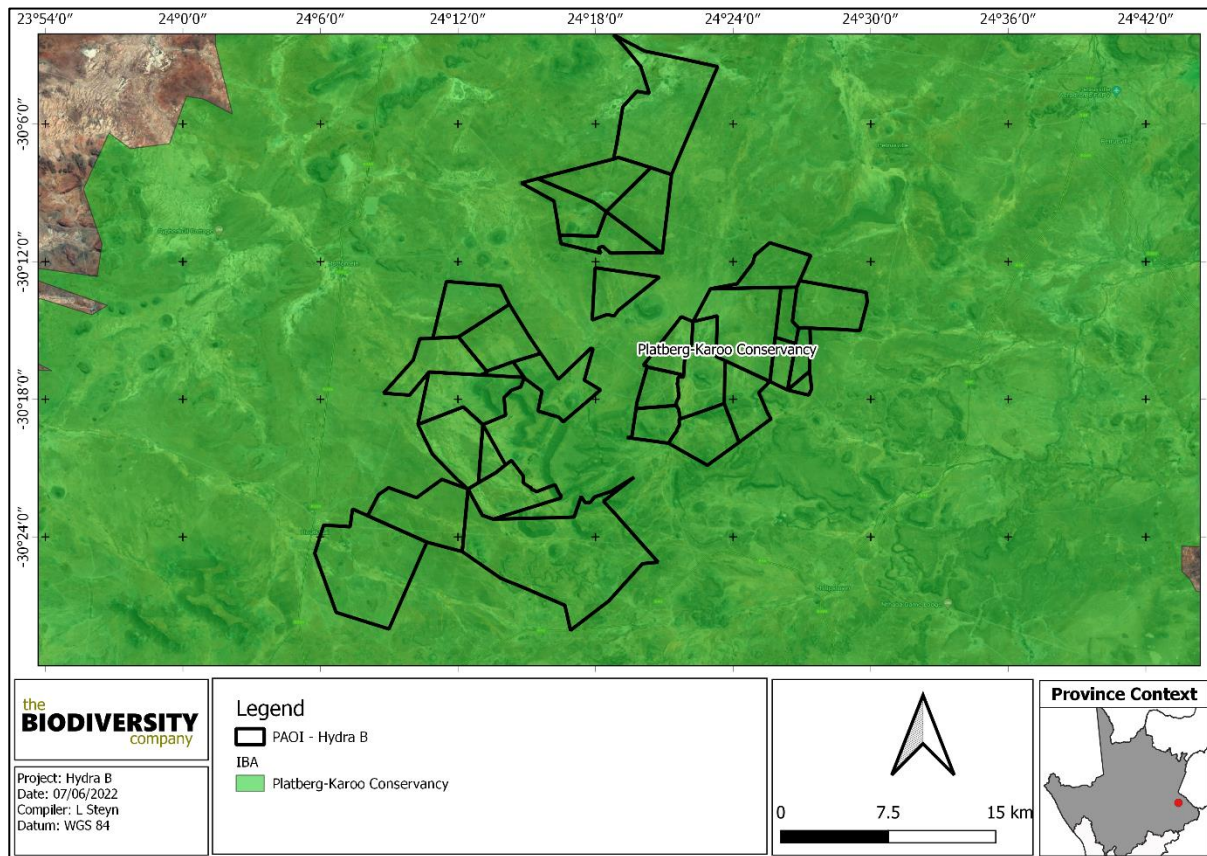 23°54′0″ 24°0′0″ 24°6′0″ 24°12′0″ 24°18′0″ 24°24′0″ 24°30′0″ 24°36′0″ 24°42′0″
-30°6′0″
-30°12′0″
-30°18′0″
-30°24′0″
Platberg-Karoo Conservancy
the
BIODIVERSITY
company
Project: Hydra B
Date: 07/06/2022
Compiler: L Steyn
Datum: WGS 84
Legend
PAOI - Hydra B
IBA
Platberg-Karoo Conservancy
0 7.5 15 km
Province Context